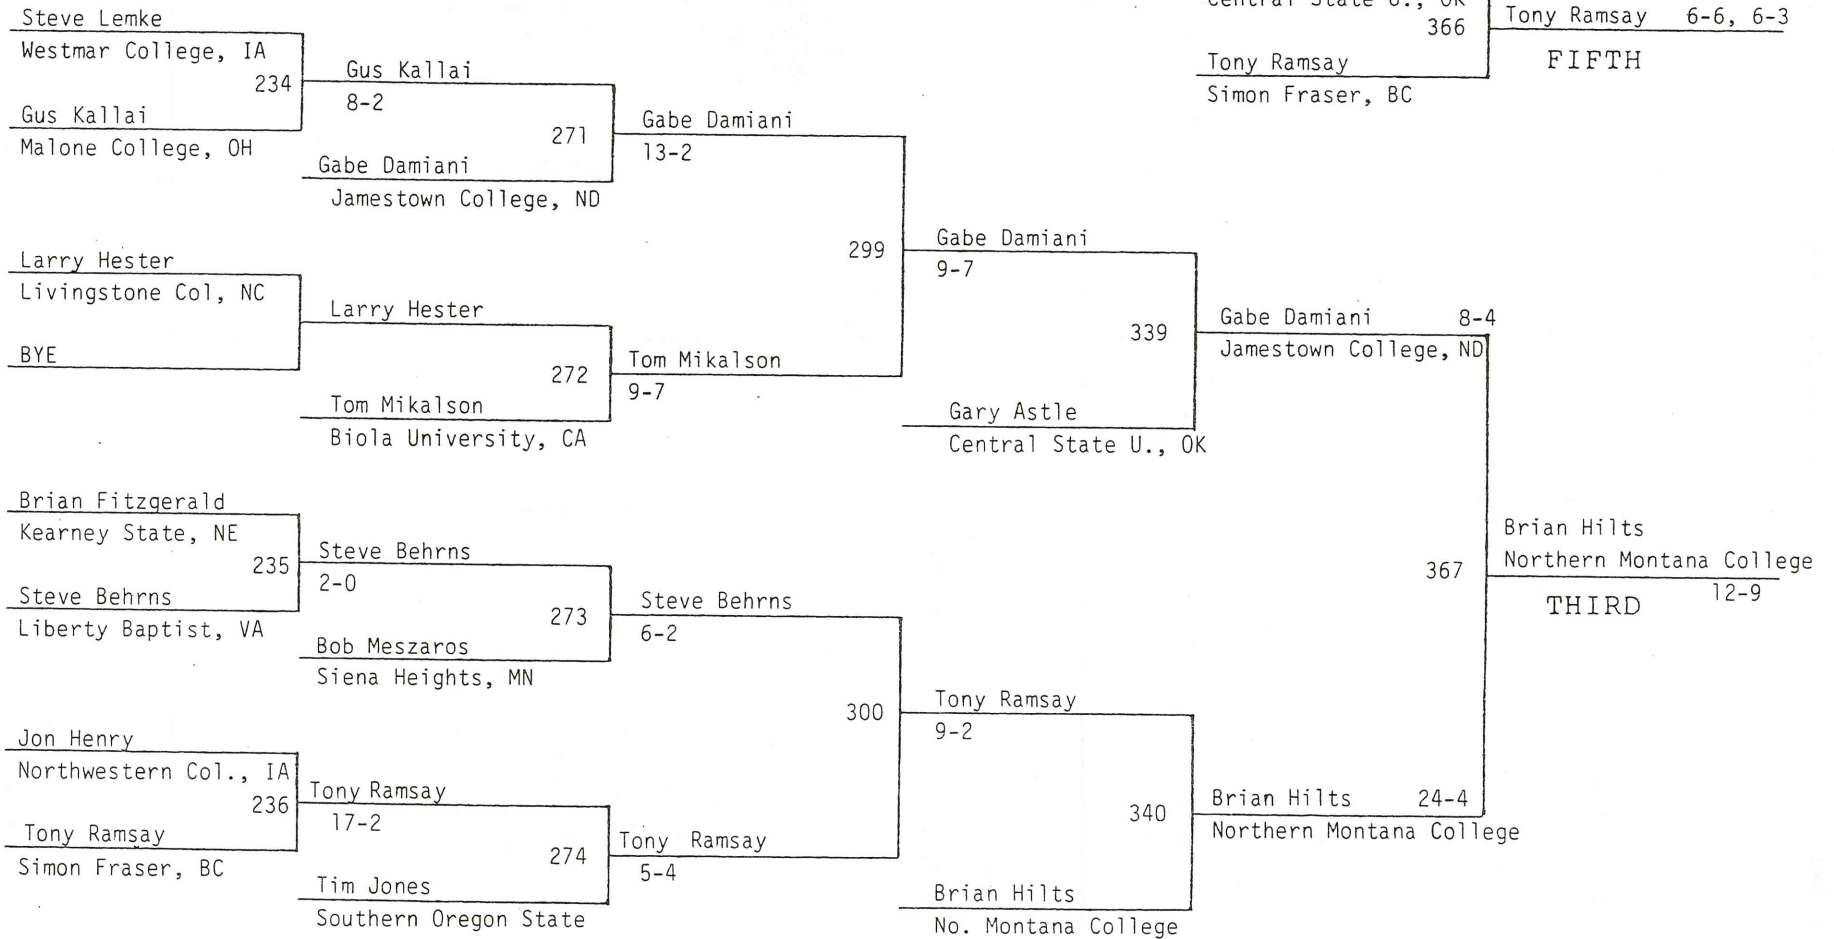 Steve Lemke
Westmar College, IA
234
Gus Kallai
Malone College, OH
Gus Kallai
8-2
271
Gabe Damiani
Jamestown College, ND
Gabe Damiani
13-2
Larry Hester
Livingstone Col, NC
BYE
Larry Hester
272
Tom Mikalson
Biola University, CA
Tom Mikalson
9-7
299
Gabe Damiani
9-7
339
Gary Astle
Central State U., OK
Gabe Damiani 8-4
Jamestown College, ND
Brian Fitzgerald
Kearney State, NE
235
Steve Behrns
Liberty Baptist, VA
Steve Behrns
2-0
273
Bob Meszaros
Siena Heights, MN
Steve Behrns
6-2
Jon Henry
Northwestern Col., IA
236
Tony Ramsay
Simon Fraser, BC
Tony Ramsay
17-2
274
Tim Jones
Southern Oregon State
Tony Ramsay
5-4
300
Tony Ramsay
9-2
340
Brian Hilts
No. Montana College
Brian Hilts 24-4
Northern Montana College
367
Brian Hilts
Northern Montana College
12-9
THIRD
Central State U., OK
366
Tony Ramsay
Simon Fraser, BC
Tony Ramsay 6-6, 6-3
FIFTH